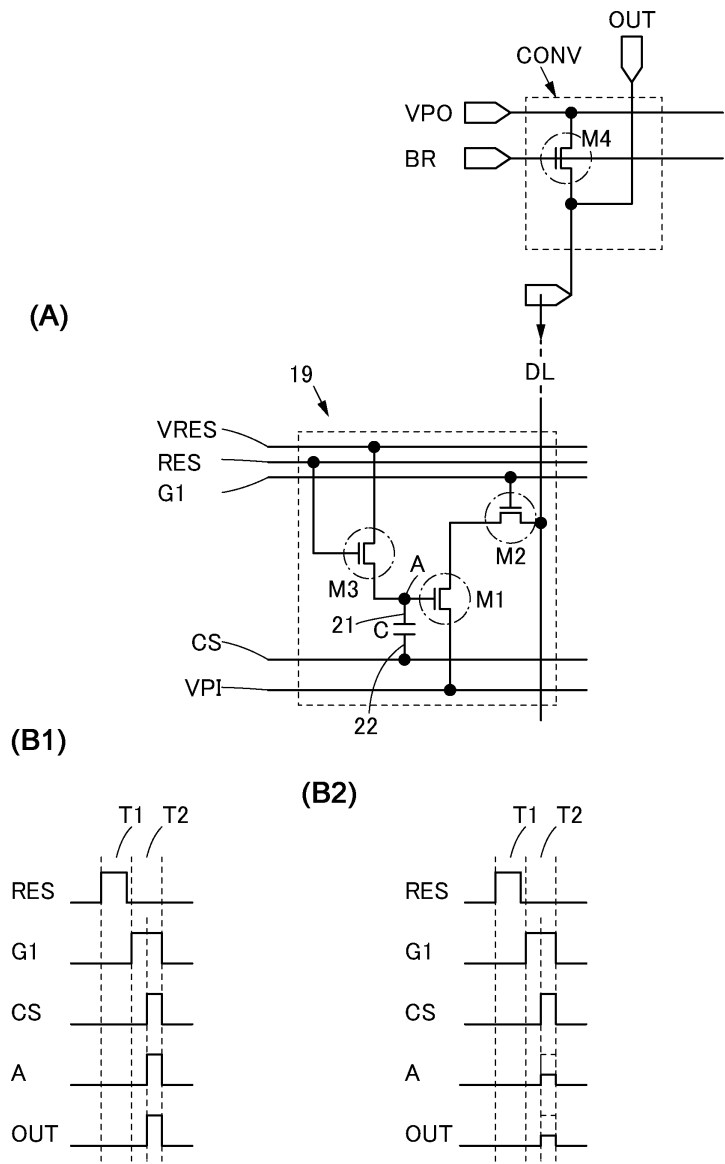 OUT
CONV
VPO
M4
BR
(A)
DL
19
VRES
RES
G1
M2
M3
A
M1
21
C
CS
VPI
22
(B1)
(B2)
T1 T2
RES
G1
CS
A
OUT
T1 T2
RES
G1
CS
A
OUT